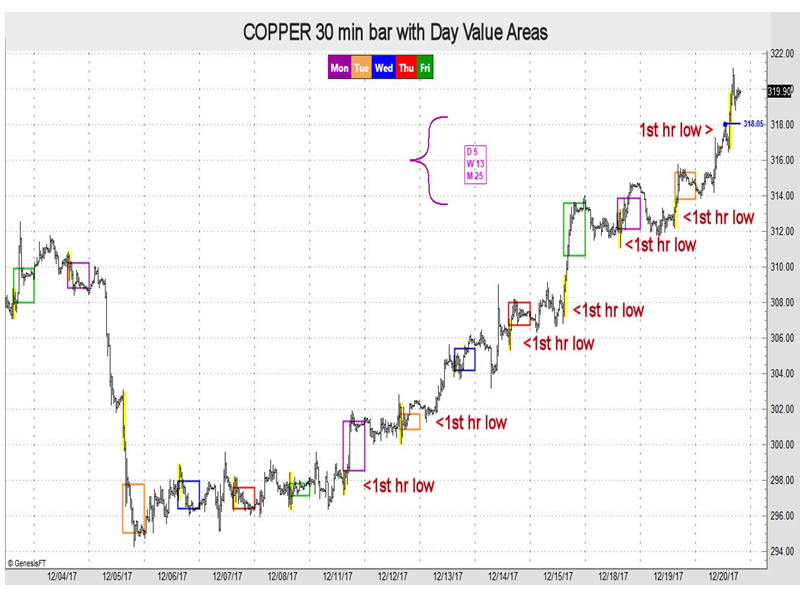 COPPER 30 min bar with Day Value Areas
Mon Tue Wed Thu Fri
322.00
319.90
318.00
1st hr low >
318.05
D 5
W 13
M 25
316.00
314.00
<1st hr low
312.00
<1st hr low
310.00
308.00
<1st hr low
306.00
<1st hr low
304.00
302.00
<1st hr low
300.00
298.00
<1st hr low
296.00
294.00
© GenesisFT
12/04/17 12/05/17 12/06/17 12/07/17 12/08/17 12/11/17 12/12/17 12/13/17 12/14/17 12/15/17 12/18/17 12/19/17 12/20/17